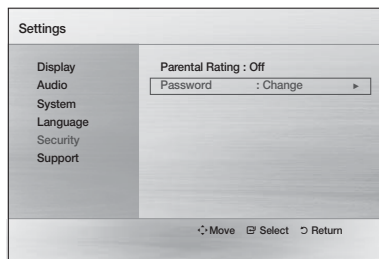 Settings
Display
Audio
System
Language
Security
Support
Parental Rating : Off
Password : Change ►
Move Select Return